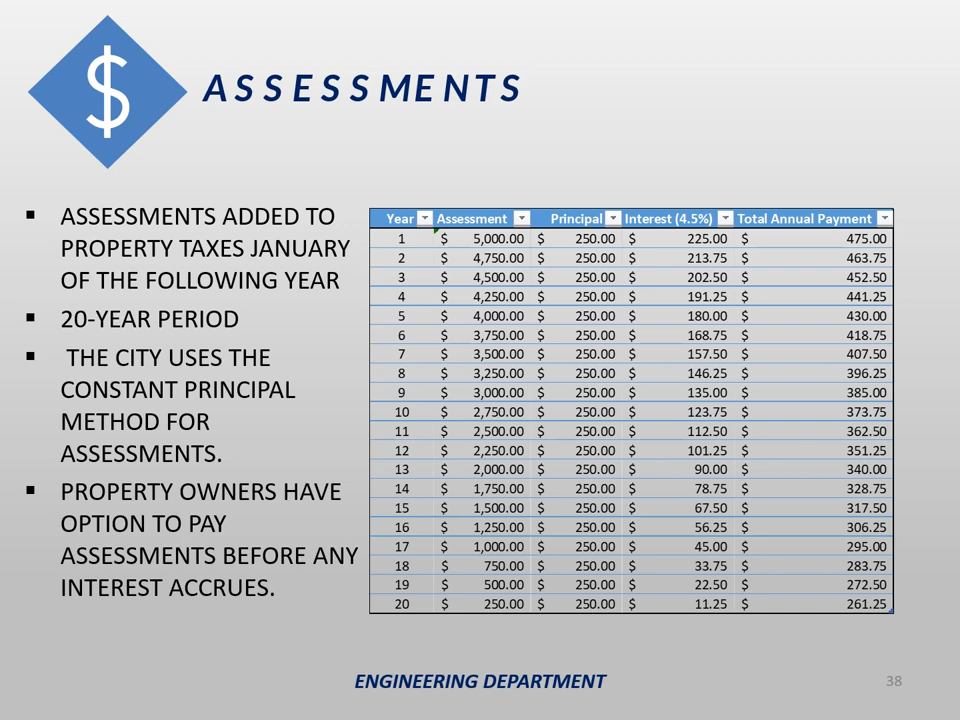 $
ASSESSMENTS
▪ ASSESSMENTS ADDED TO
PROPERTY TAXES JANUARY
OF THE FOLLOWING YEAR
▪ 20-YEAR PERIOD
▪ THE CITY USES THE
CONSTANT PRINCIPAL
METHOD FOR
ASSESSMENTS.
▪ PROPERTY OWNERS HAVE
OPTION TO PAY
ASSESSMENTS BEFORE ANY
INTEREST ACCRUES.
Year Assessment Principal Interest (4.5%) Total Annual Payment
1 $ 5,000.00 $ 250.00 $ 225.00 $ 475.00
2 $ 4,750.00 $ 250.00 $ 213.75 $ 463.75
3 $ 4,500.00 $ 250.00 $ 202.50 $ 452.50
4 $ 4,250.00 $ 250.00 $ 191.25 $ 441.25
5 $ 4,000.00 $ 250.00 $ 180.00 $ 430.00
6 $ 3,750.00 $ 250.00 $ 168.75 $ 418.75
7 $ 3,500.00 $ 250.00 $ 157.50 $ 407.50
8 $ 3,250.00 $ 250.00 $ 146.25 $ 396.25
9 $ 3,000.00 $ 250.00 $ 135.00 $ 385.00
10 $ 2,750.00 $ 250.00 $ 123.75 $ 373.75
11 $ 2,500.00 $ 250.00 $ 112.50 $ 362.50
12 $ 2,250.00 $ 250.00 $ 101.25 $ 351.25
13 $ 2,000.00 $ 250.00 $ 90.00 $ 340.00
14 $ 1,750.00 $ 250.00 $ 78.75 $ 328.75
15 $ 1,500.00 $ 250.00 $ 67.50 $ 317.50
16 $ 1,250.00 $ 250.00 $ 56.25 $ 306.25
17 $ 1,000.00 $ 250.00 $ 45.00 $ 295.00
18 $ 750.00 $ 250.00 $ 33.75 $ 283.75
19 $ 500.00 $ 250.00 $ 22.50 $ 272.50
20 $ 250.00 $ 250.00 $ 11.25 $ 261.25
ENGINEERING DEPARTMENT
38